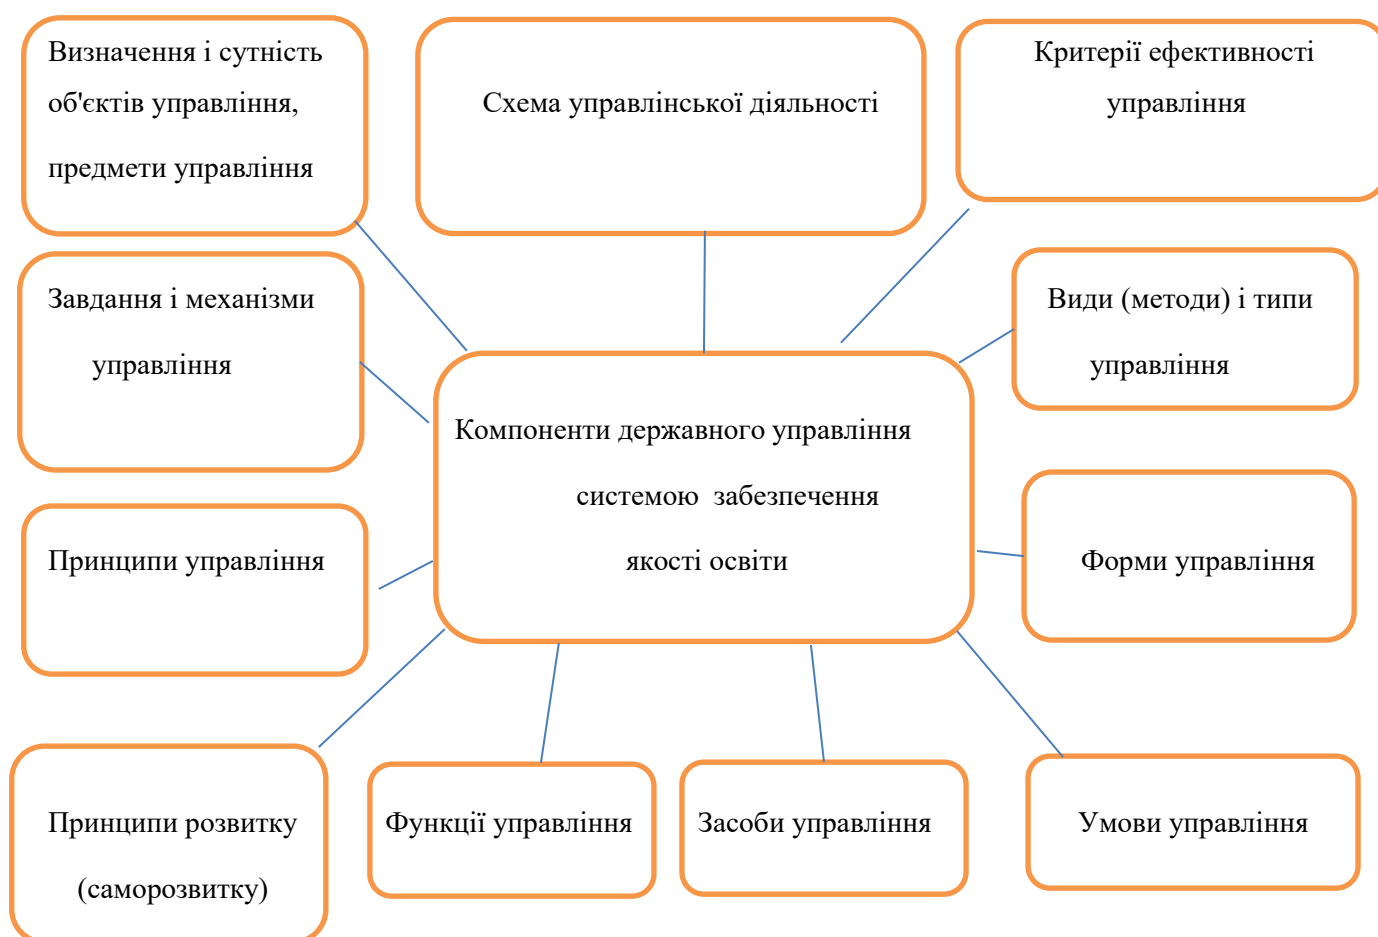 Визначення і сутність
об'єктів управління,
предмети управління
Схема управлінської діяльності
Критерії ефективності
управління
Завдання і механізми
управління
Види (методи) і типи
управління
Компоненти державного управління
системою забезпечення
якості освіти
Принципи управління
Форми управління
Принципи розвитку
(саморозвитку)
Функції управління
Засоби управління
Умови управління